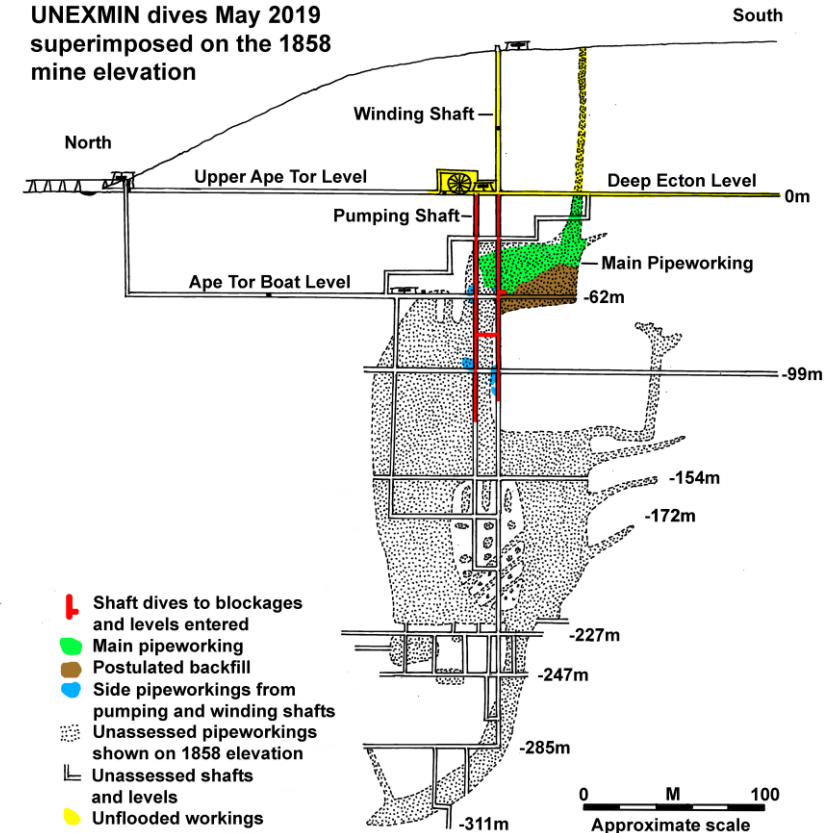 UNEXMIN dives May 2019
superimposed on the 1858
mine elevation
South
Winding Shaft
North
Upper Ape Tor Level
Deep Ecton Level
0m
Pumping Shaft
Main Pipeworking
Ape Tor Boat Level
-62m
-99m
-154m
-172m
Shaft dives to blockages
and levels entered
Main pipeworking
Postulated backfill
Side pipeworkings from
pumping and winding shafts
Unassessed pipeworkings
shown on 1858 elevation
Unassessed shafts
and levels
Unflooded workings
-227m
-247m
-285m
-311m
0 M 100
Approximate scale